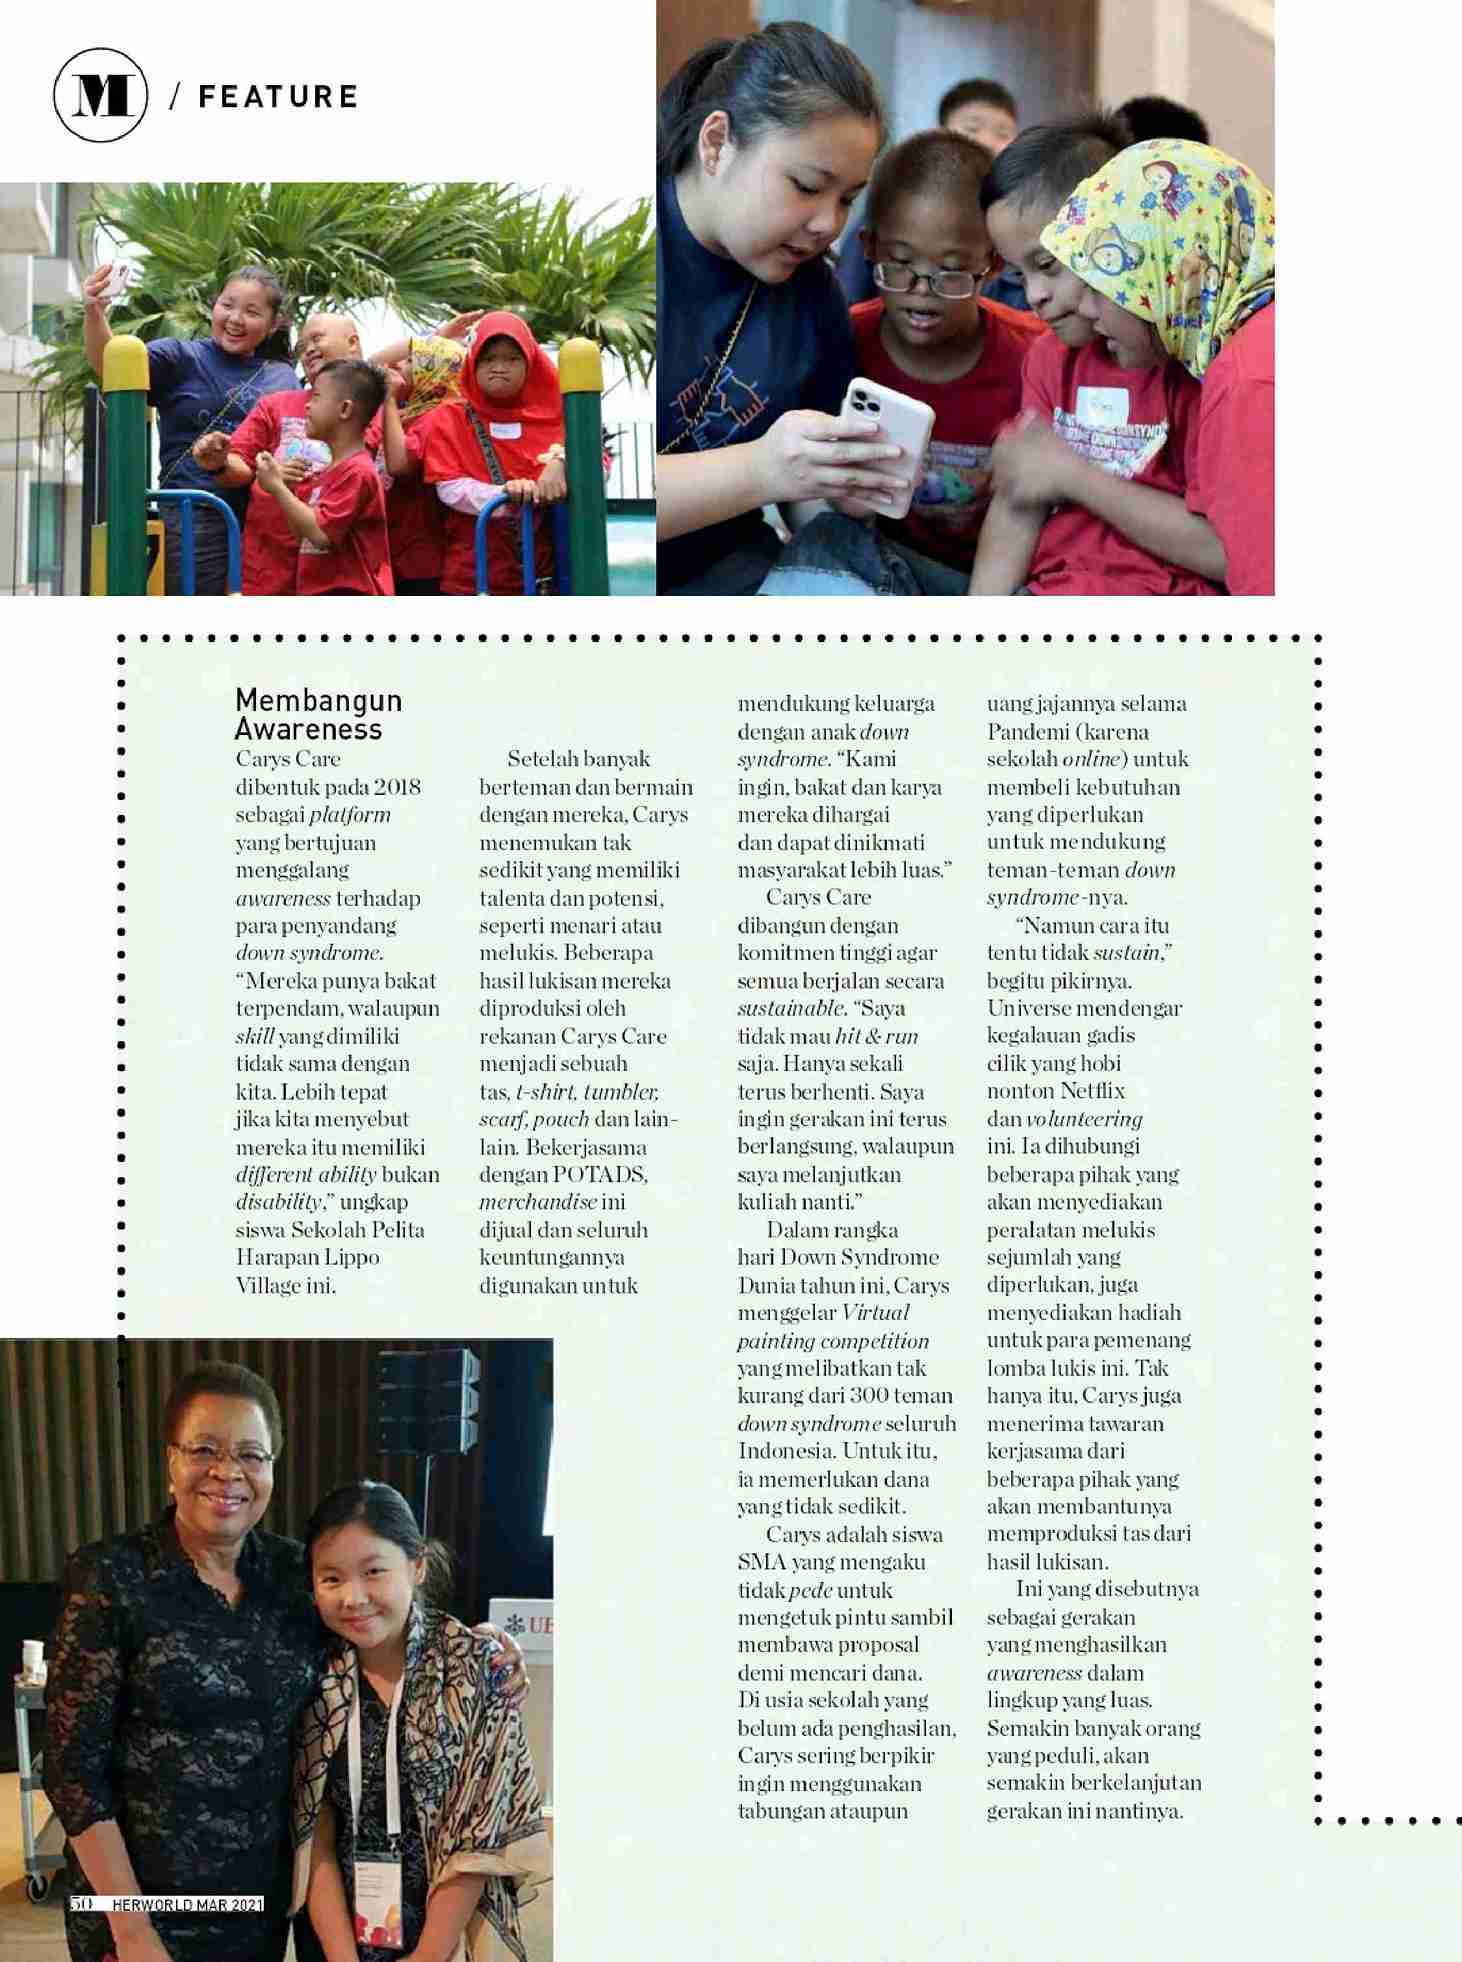 M / FEATURE
Membangun
Awareness
Carys Care
dibentuk pada 2018
sebagai platform
yang bertujuan
menggalang
awareness terhadap
para penyandang
down syndrome.
“Mereka punya bakat
terpendam, walaupun
skill yang dimiliki
tidak sama dengan
kita. Lebih tepat
jika kita menyebut
mereka itu memiliki
different ability bukan
disability,” ungkap
siswa Sekolah Pelita
Harapan Lippo
Village ini.
Setelah banyak
berteman dan bermain
dengan mereka, Carys
menemukan tak
sedikit yang memiliki
talenta dan potensi,
seperti menari atau
melukis. Beberapa
hasil lukisan mereka
diproduksi oleh
rekanan Carys Care
menjadi sebuah
tas, t-shirt, tumbler,
scarf, pouch dan lain-
lain. Bekerjasama
dengan POTADS,
merchandise ini
dijual dan seluruh
keuntungannya
digunakan untuk
mendukung keluarga
dengan anak down
syndrome. “Kami
ingin, bakat dan karya
mereka dihargai
dan dapat dinikmati
masyarakat lebih luas.”
Carys Care
dibangun dengan
komitmen tinggi agar
semua berjalan secara
sustainable. “Saya
tidak mau hit & run
saja. Hanya sekali
terus berhenti. Saya
ingin gerakan ini terus
berlangsung, walaupun
saya melanjutkan
kuliah nanti.”
Dalam rangka
hari Down Syndrome
Dunia tahun ini, Carys
menggelar Virtual
painting competition
yang melibatkan tak
kurang dari 300 teman
down syndrome seluruh
Indonesia. Untuk itu,
ia memerlukan dana
yang tidak sedikit.
Carys adalah siswa
SMA yang mengaku
tidak pede untuk
mengetuk pintu sambil
membawa proposal
demi mencari dana.
Di usia sekolah yang
belum ada penghasilan,
Carys sering berpikir
ingin menggunakan
tabungan ataupun
uang jajannya selama
Pandemi (karena
sekolah online) untuk
membeli kebutuhan
yang diperlukan
untuk mendukung
teman-teman down
syndrome-nya.
“Namun cara itu
tentu tidak sustain,”
begitu pikirnya.
Universe mendengar
kegalauan gadis
cilik yang hobi
nonton Netflix
dan volunteering
ini. Ia dihubungi
beberapa pihak yang
akan menyediakan
peralatan melukis
sejumlah yang
diperlukan, juga
menyediakan hadiah
untuk para pemenang
lomba lukis ini. Tak
hanya itu, Carys juga
menerima tawaran
kerjasama dari
beberapa pihak yang
akan membantunya
memproduksi tas dari
hasil lukisan.
Ini yang disebutnya
sebagai gerakan
yang menghasilkan
awareness dalam
lingkup yang luas.
Semakin banyak orang
yang peduli, akan
semakin berkelanjutan
gerakan ini nantinya.
50 HERWORLD MAR 2021